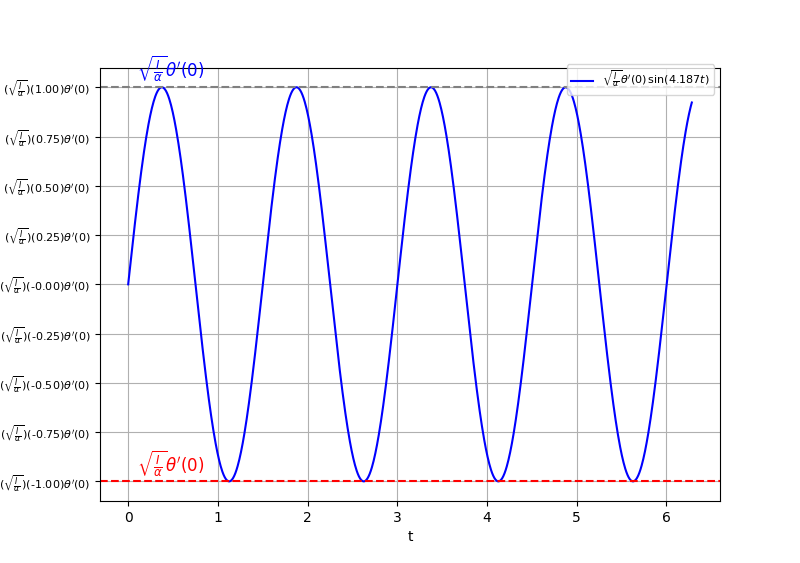 √(I/α)θ′(0)
√(I/α)θ′(0) sin(4.187t)
(√(I/α))(1.00)θ′(0)
(√(I/α))(0.75)θ′(0)
(√(I/α))(0.50)θ′(0)
(√(I/α))(0.25)θ′(0)
(√(I/α))(-0.00)θ′(0)
(√(I/α))(-0.25)θ′(0)
(√(I/α))(-0.50)θ′(0)
(√(I/α))(-0.75)θ′(0)
√(I/α)θ′(0)
(√(I/α))(-1.00)θ′(0)
0 1 2 3 4 5 6
t